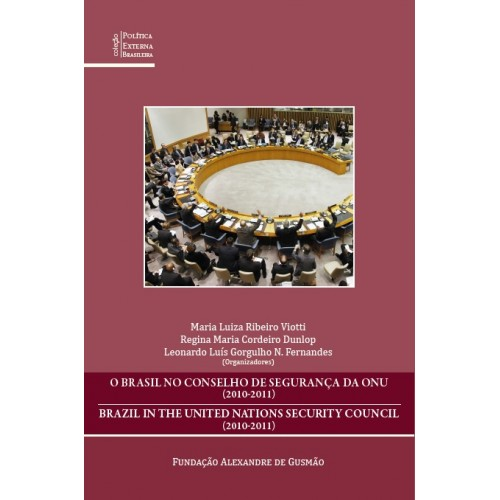 coleção
POLÍTICA
EXTERNA
BRASILEIRA
Maria Luiza Ribeiro Viotti
Regina Maria Cordeiro Dunlop
Leonardo Luís Gorgulho N. Fernandes
(Organizadores)
O BRASIL NO CONSELHO DE SEGURANÇA DA ONU
(2010-2011)
BRAZIL IN THE UNITED NATIONS SECURITY COUNCIL
(2010-2011)
FUNDAÇÃO ALEXANDRE DE GUSMÃO